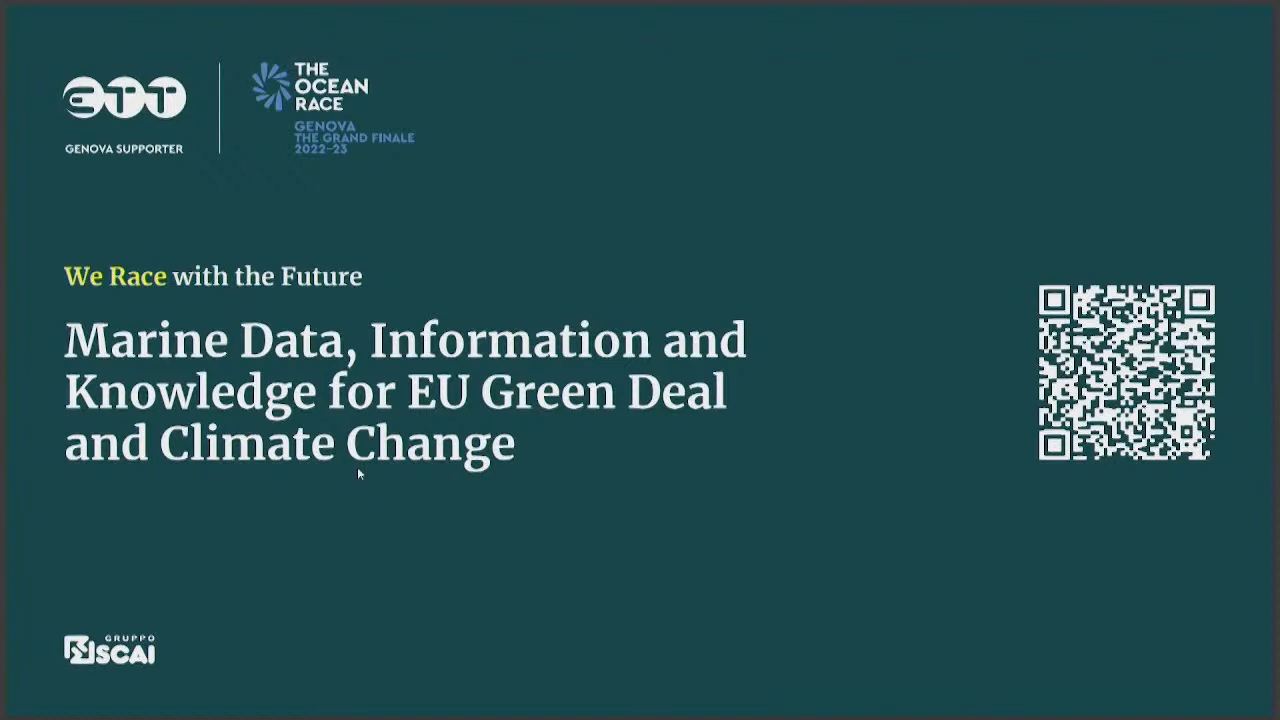 ETT
GENOVA SUPPORTER
THE
OCEAN
RACE
GENOVA
THE GRAND FINALE
2022–23
We Race with the Future
Marine Data, Information and
Knowledge for EU Green Deal
and Climate Change
GRUPPO
SCAI